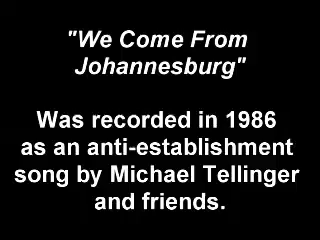 "We Come From
Johannesburg"
Was recorded in 1986
as an anti-establishment
song by Michael Tellinger
and friends.